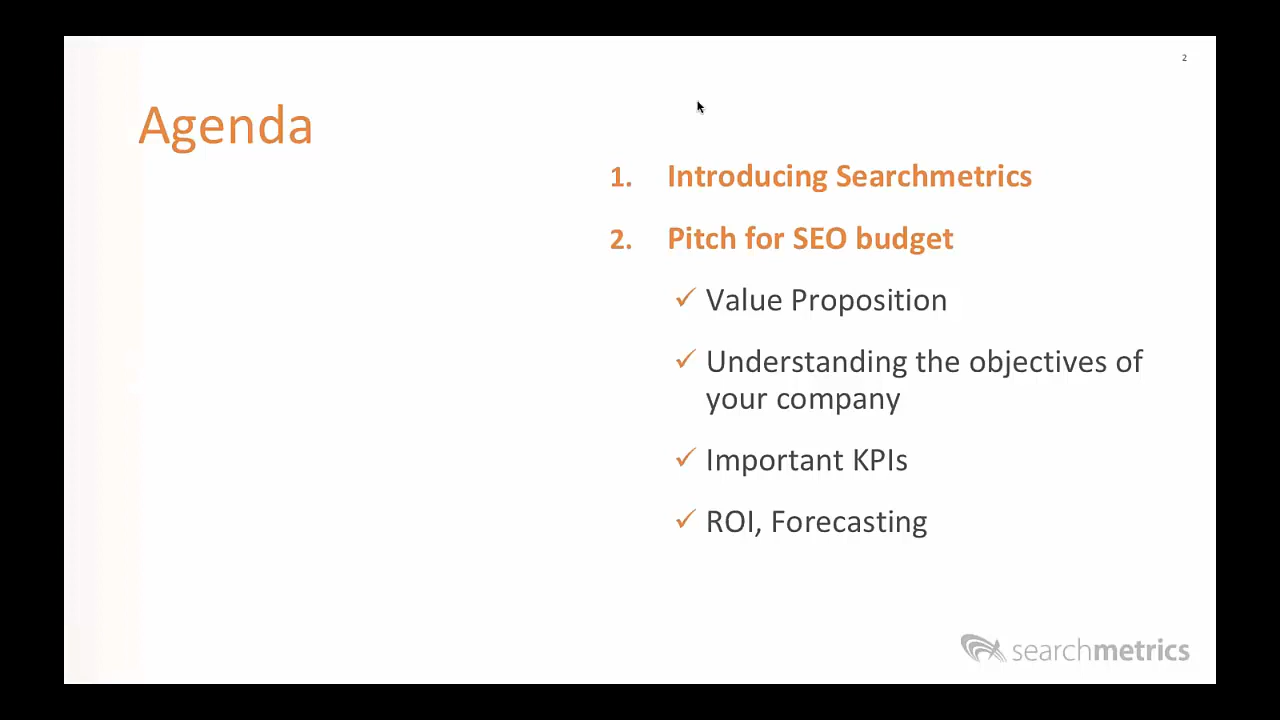 2
Agenda
1. Introducing Searchmetrics
2. Pitch for SEO budget
✓ Value Proposition
✓ Understanding the objectives of
your company
✓ Important KPIs
✓ ROI, Forecasting
searchmetrics